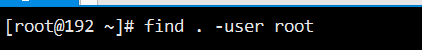 [root@192 ~]# find . -user root